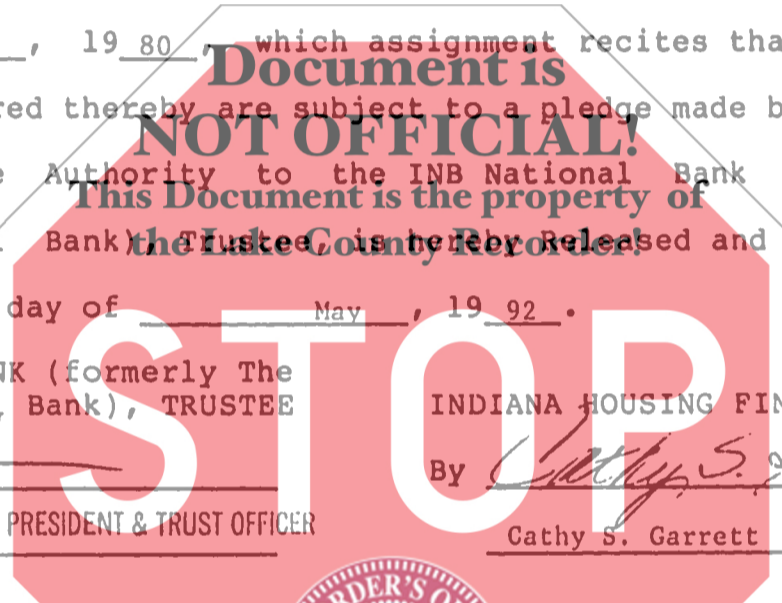 , 19 80 , which assignment recites tha
Document is
red thereby are subject to a pledge made b
NOT OFFICIAL!
e Authority to the INB National Bank
This Document is the property of
Bank), Trustee, is hereby Released and
the Lake County Recorder!
day of May , 19 92 .
STOP
NK (formerly The
Bank), TRUSTEE
INDIANA HOUSING FIN
By Cathy S.
PRESIDENT & TRUST OFFICER
Cathy S. Garrett
RDER'S O